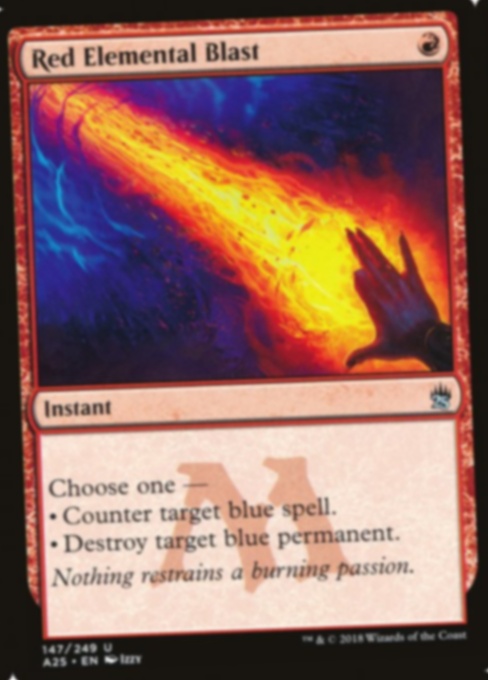 Red Elemental Blast
Instant
Choose one —
• Counter target blue spell.
• Destroy target blue permanent.
Nothing restrains a burning passion.
147/249 U
A25 • EN Izzy
™ & © 2018 Wizards of the Coast